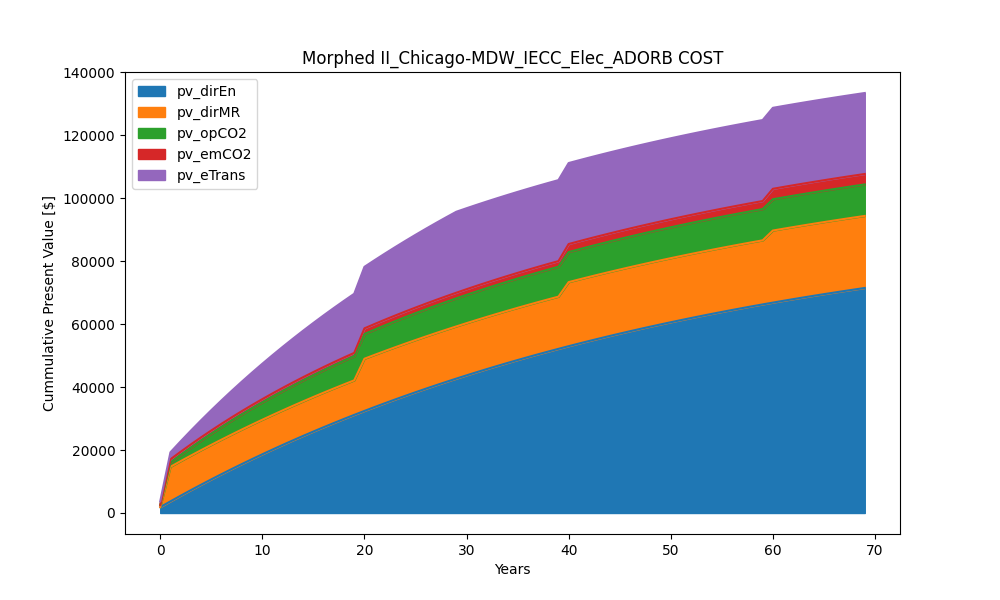 Morphed II_Chicago-MDW_IECC_Elec_ADORB COST
140000
120000
100000
80000
60000
40000
20000
0
Cummulative Present Value [$]
pv_dirEn
pv_dirMR
pv_opCO2
pv_emCO2
pv_eTrans
0 10 20 30 40 50 60 70
Years